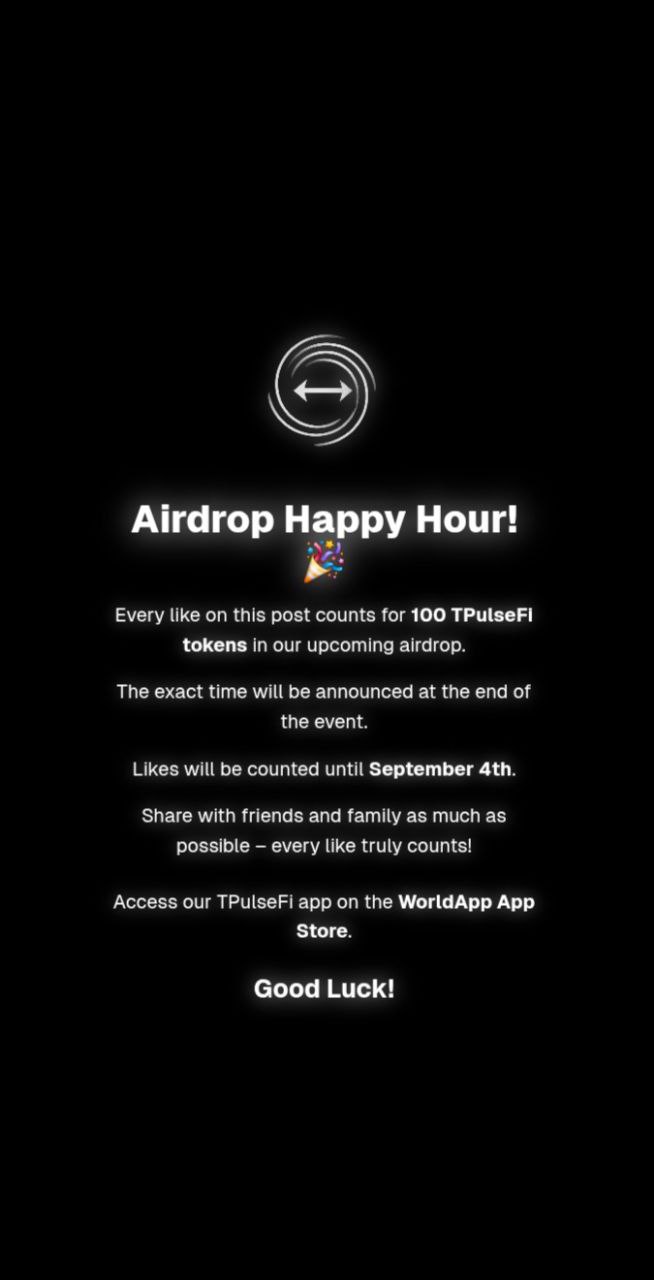 Airdrop Happy Hour!
🎉
Every like on this post counts for 100 TPulseFi
tokens in our upcoming airdrop.
The exact time will be announced at the end of
the event.
Likes will be counted until September 4th.
Share with friends and family as much as
possible – every like truly counts!
Access our TPulseFi app on the WorldApp App
Store.
Good Luck!